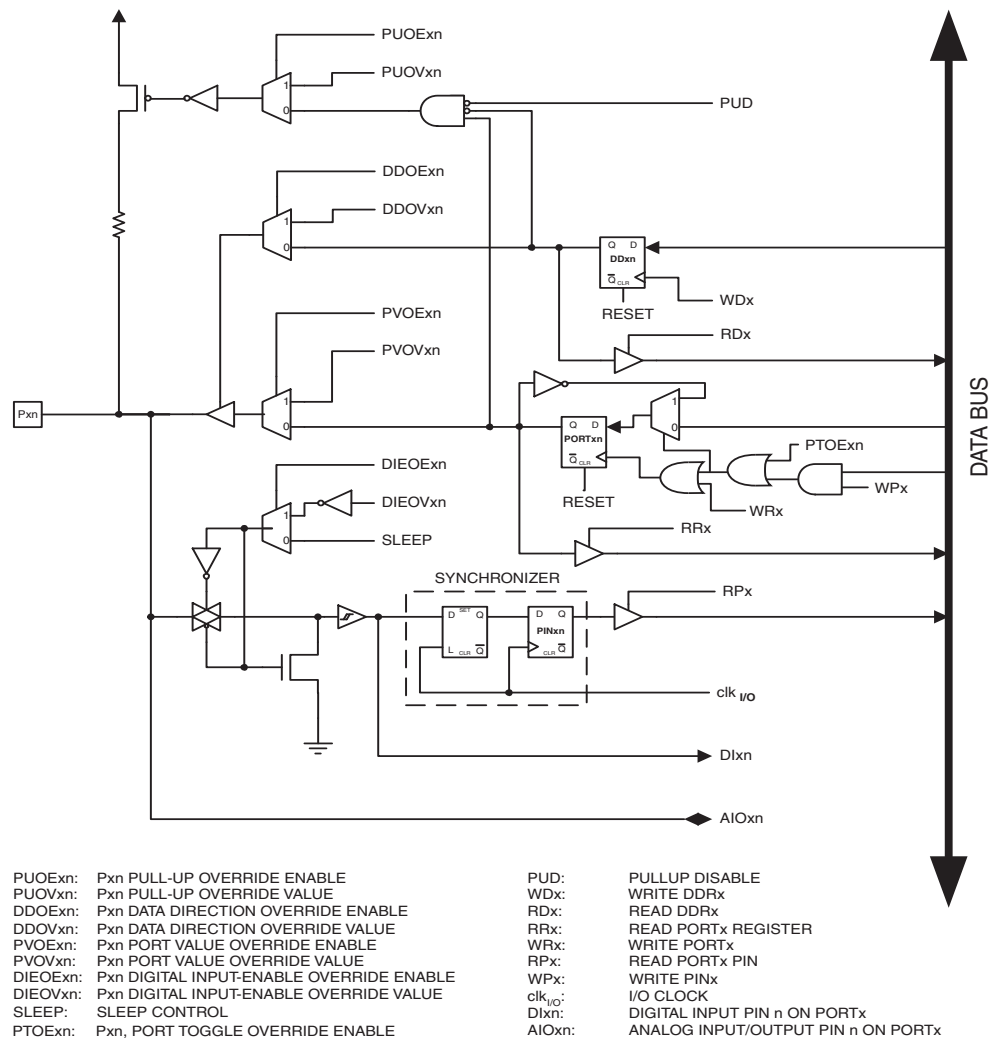 PUOExn
PUOVxn
1
0
PUD
DDOExn
DDOVxn
1
0
Q D
DDxn
Q CLR
WDx
RESET
RDx
PVOExn
PVOVxn
1
0
Pxn
1
0
Q D
PORTxn
Q CLR
RESET
PTOExn
WPx
WRx
RRx
DATA BUS
DIEOExn
DIEOVxn
1
0
SLEEP
SYNCHRONIZER
RPx
D SET Q
L CLR Q
D Q
PINxn
CLR Q
clk I/O
DIxn
AIOxn
PUOExn: Pxn PULL-UP OVERRIDE ENABLE
PUOVxn: Pxn PULL-UP OVERRIDE VALUE
DDOExn: Pxn DATA DIRECTION OVERRIDE ENABLE
DDOVxn: Pxn DATA DIRECTION OVERRIDE VALUE
PVOExn: Pxn PORT VALUE OVERRIDE ENABLE
PVOVxn: Pxn PORT VALUE OVERRIDE VALUE
DIEOExn: Pxn DIGITAL INPUT-ENABLE OVERRIDE ENABLE
DIEOVxn: Pxn DIGITAL INPUT-ENABLE OVERRIDE VALUE
SLEEP: SLEEP CONTROL
PTOExn: Pxn, PORT TOGGLE OVERRIDE ENABLE
PUD: PULLUP DISABLE
WDx: WRITE DDRx
RDx: READ DDRx
RRx: READ PORTx REGISTER
WRx: WRITE PORTx
RPx: READ PORTx PIN
WPx: WRITE PINx
clkI/O: I/O CLOCK
DIxn: DIGITAL INPUT PIN n ON PORTx
AIOxn: ANALOG INPUT/OUTPUT PIN n ON PORTx